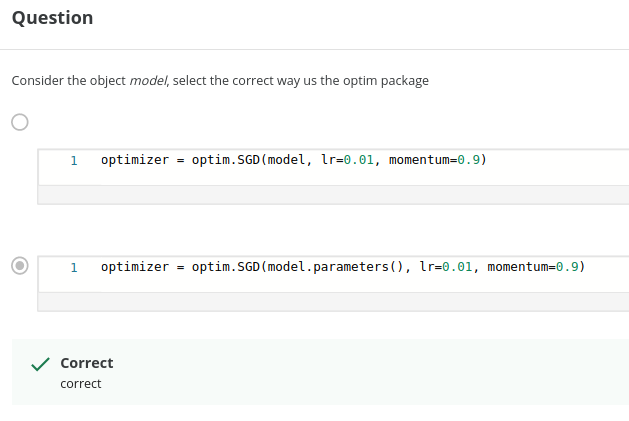 Question
Consider the object model, select the correct way us the optim package
1 optimizer = optim.SGD(model, lr=0.01, momentum=0.9)
1 optimizer = optim.SGD(model.parameters(), lr=0.01, momentum=0.9)
Correct
correct